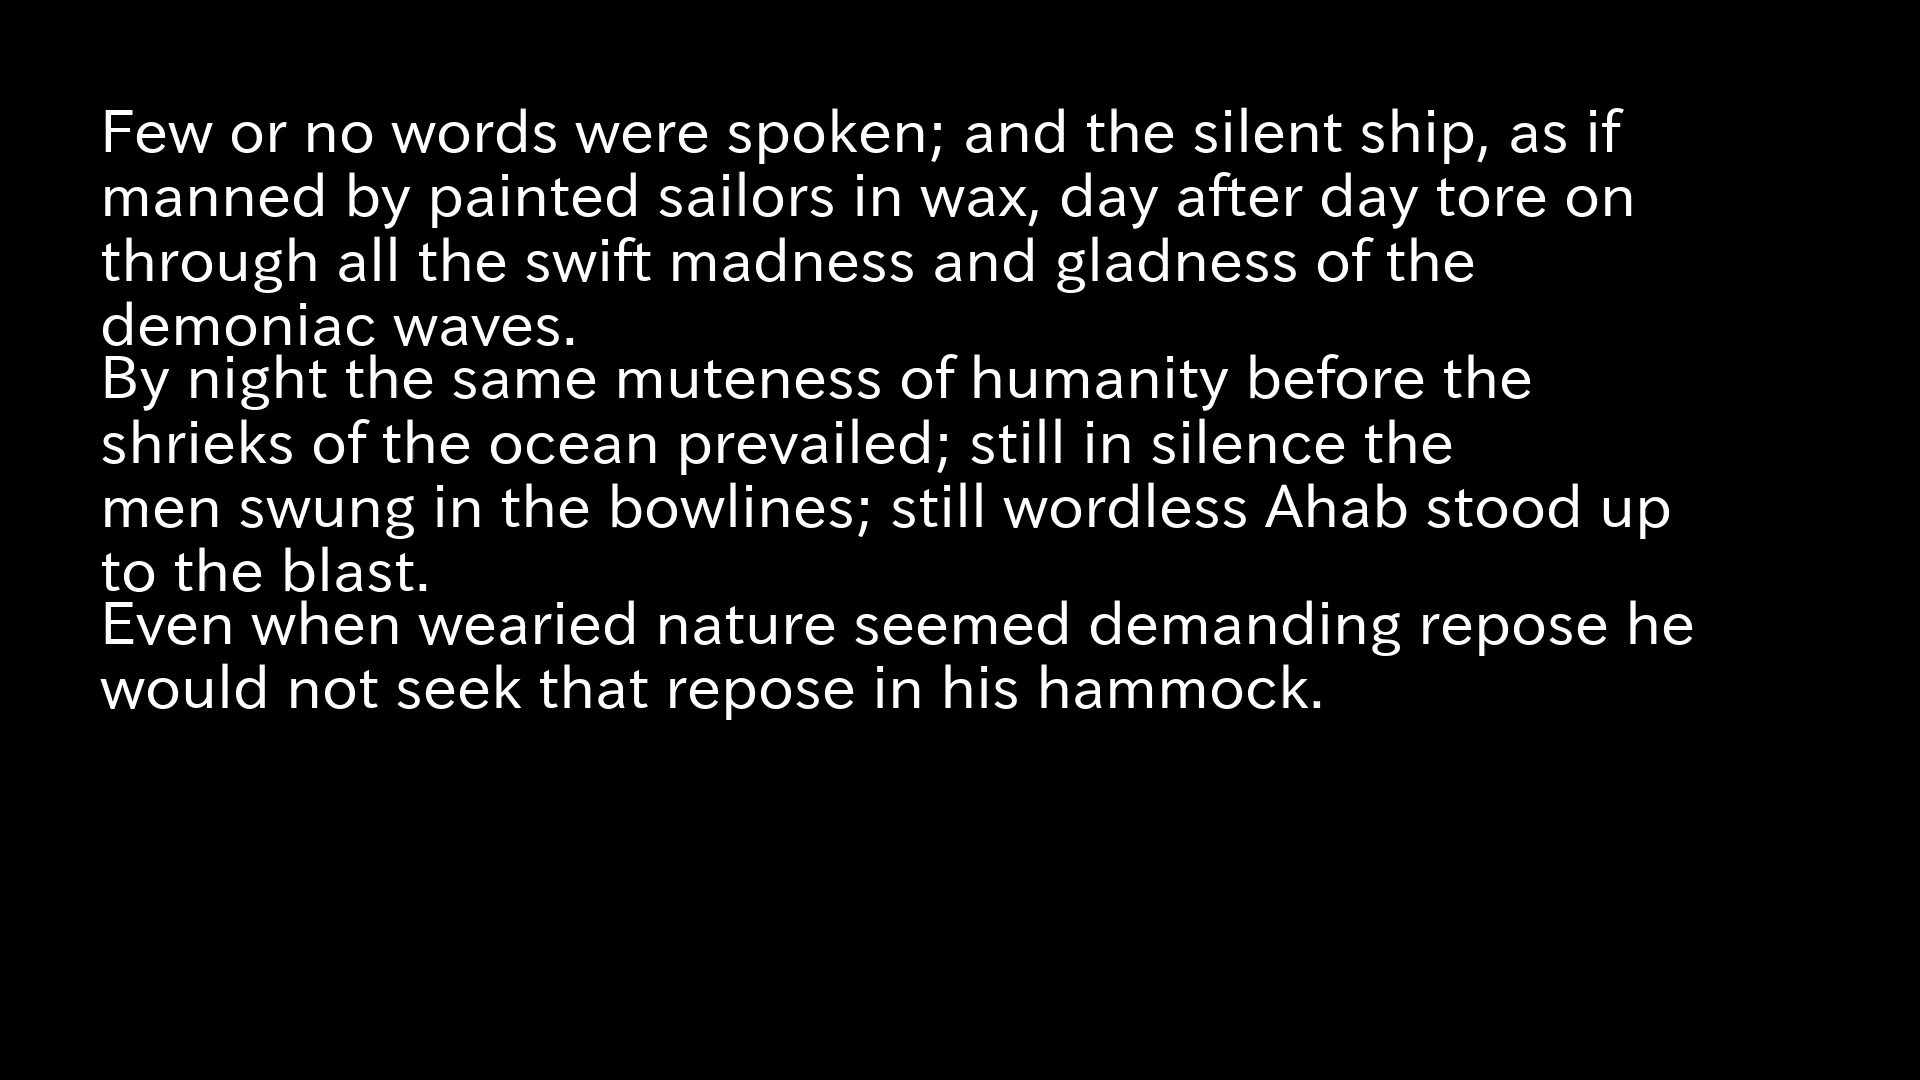 Few or no words were spoken; and the silent ship, as if
manned by painted sailors in wax, day after day tore on
through all the swift madness and gladness of the
demoniac waves.
By night the same muteness of humanity before the
shrieks of the ocean prevailed; still in silence the
men swung in the bowlines; still wordless Ahab stood up
to the blast.
Even when wearied nature seemed demanding repose he
would not seek that repose in his hammock.